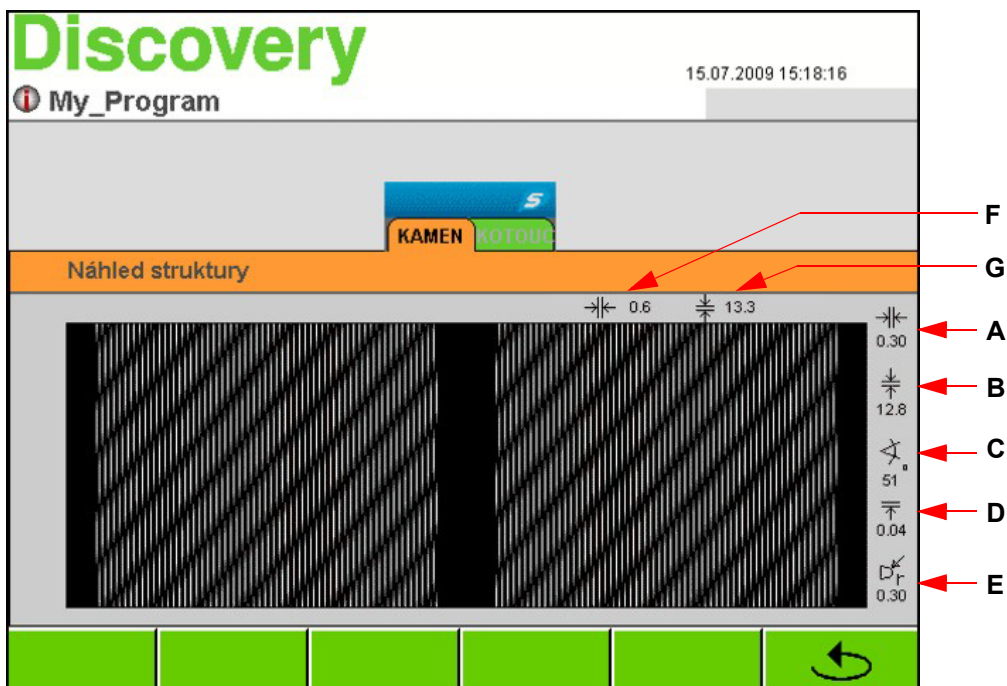 Discovery
15.07.2009 15:18:16
My_Program
S
KAMEN KOTOUC
Náhled struktury
F
G
0.6 13.3
A
0.30
B
12.8
C
51
D
0.04
r
E
0.30